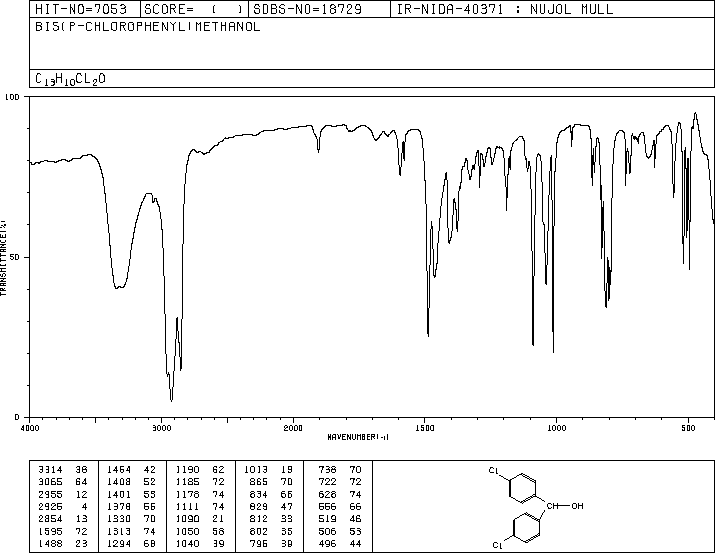 HIT-NO=7053 SCORE= ( ) SDBS-NO=18729 IR-NIDA-40371 : NUJOL MULL
BIS(P-CHLOROPHENYL)METHANOL
C13H10CL2O
100
50
0
TRANSMITTANCE(%)
4000 3000 2000 1500 1000 500
WAVENUMBER(-1)
3314 38 1464 42 1190 62 1013 19 738 70
3065 64 1408 52 1185 72 865 70 722 72
2955 12 1401 55 1178 74 834 66 628 74
2925 4 1378 56 1111 74 829 47 556 66
2854 13 1330 70 1090 21 812 33 519 46
1595 72 1313 74 1050 58 802 35 506 53
1488 23 1294 68 1040 39 796 39 496 44
Cl
CH-OH
Cl